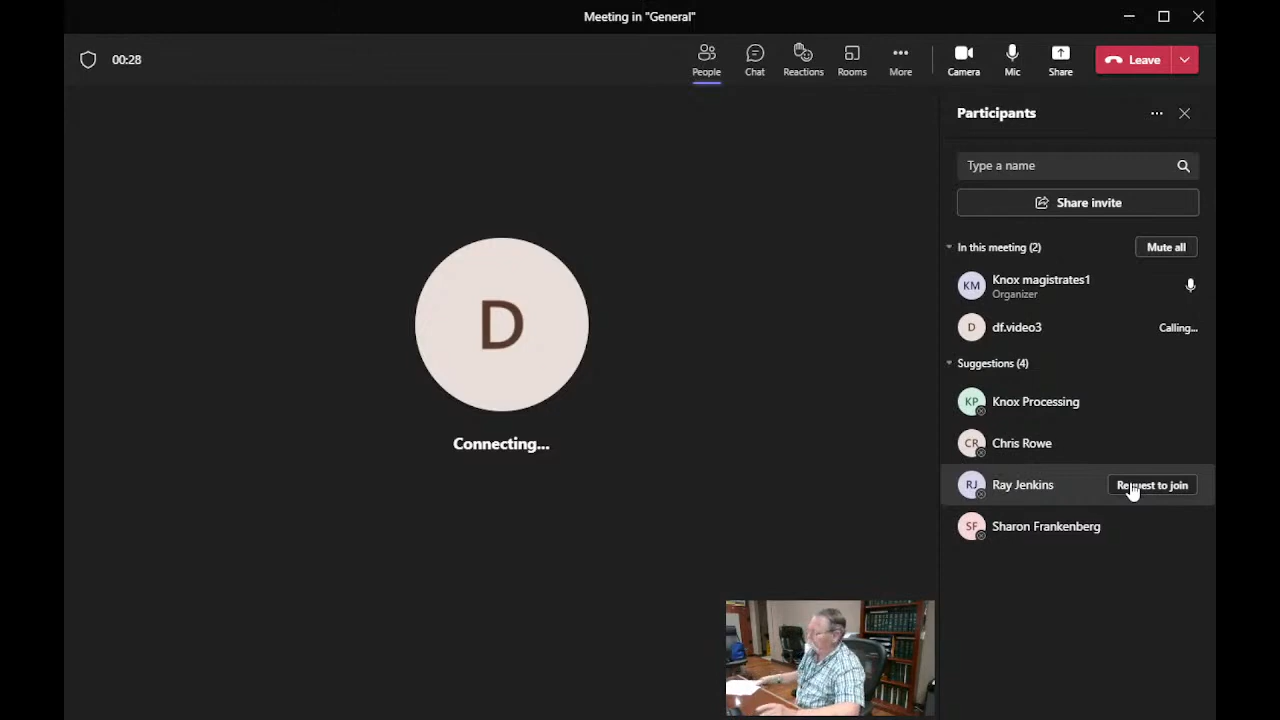 Meeting in "General"
00:28
People
Chat
Reactions
Rooms
More
Camera
Mic
Share
Leave
Participants
Type a name
Share invite
In this meeting (2)
Mute all
KM
Knox magistrates1
Organizer
D
df.video3
Calling...
D
Connecting...
Suggestions (4)
KP
Knox Processing
CR
Chris Rowe
RJ
Ray Jenkins
Request to join
SF
Sharon Frankenberg